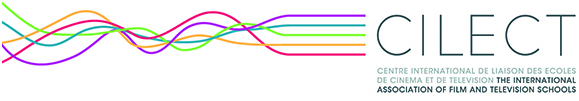 CILECT
CENTRE INTERNATIONAL DE LIAISON DES ECOLES
DE CINEMA ET DE TELEVISION THE INTERNATIONAL
ASSOCIATION OF FILM AND TELEVISION SCHOOLS